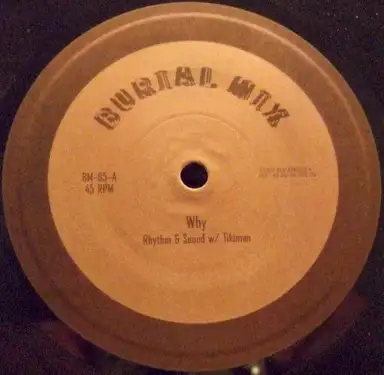 BURIAL MIX
BM-05-A
45 RPM
Why
Rhythm & Sound w/ Tikiman